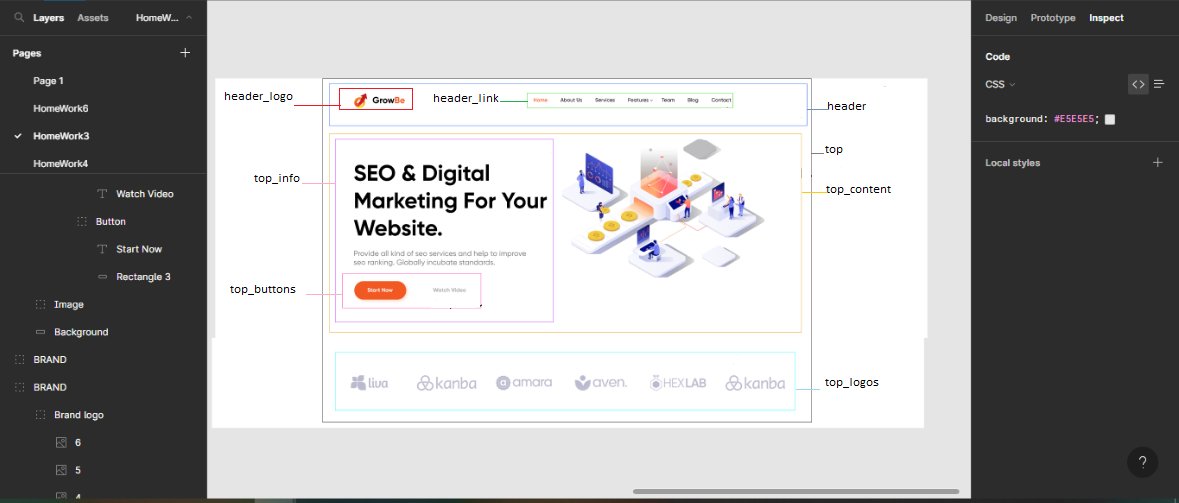 Layers Assets HomeW...
Pages
Page 1
HomeWork6
HomeWork3
HomeWork4
Watch Video
Button
Start Now
Rectangle 3
Image
Background
BRAND
BRAND
Brand logo
6
5
4
header_logo
GrowBe
header_link
Home About Us Services Features Team Blog Contact
header
top
top_info
top_content
SEO & Digital
Marketing For Your
Website.
Provide all kind of seo services and help to improve
seo ranking. Globally incubate standards.
top_buttons
Start Now Watch Video
liva kanba amara aven. HEXLAB kanba
top_logos
Design Prototype Inspect
Code
CSS
<>
background: #E5E5E5;
Local styles
?